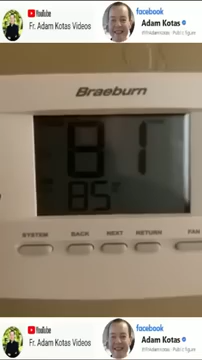 YouTube
Fr. Adam Kotas Videos
facebook
Adam Kotas
Braeburn
81
85
SYSTEM BACK NEXT RETURN FAN
YouTube
Fr. Adam Kotas Videos
facebook
Adam Kotas